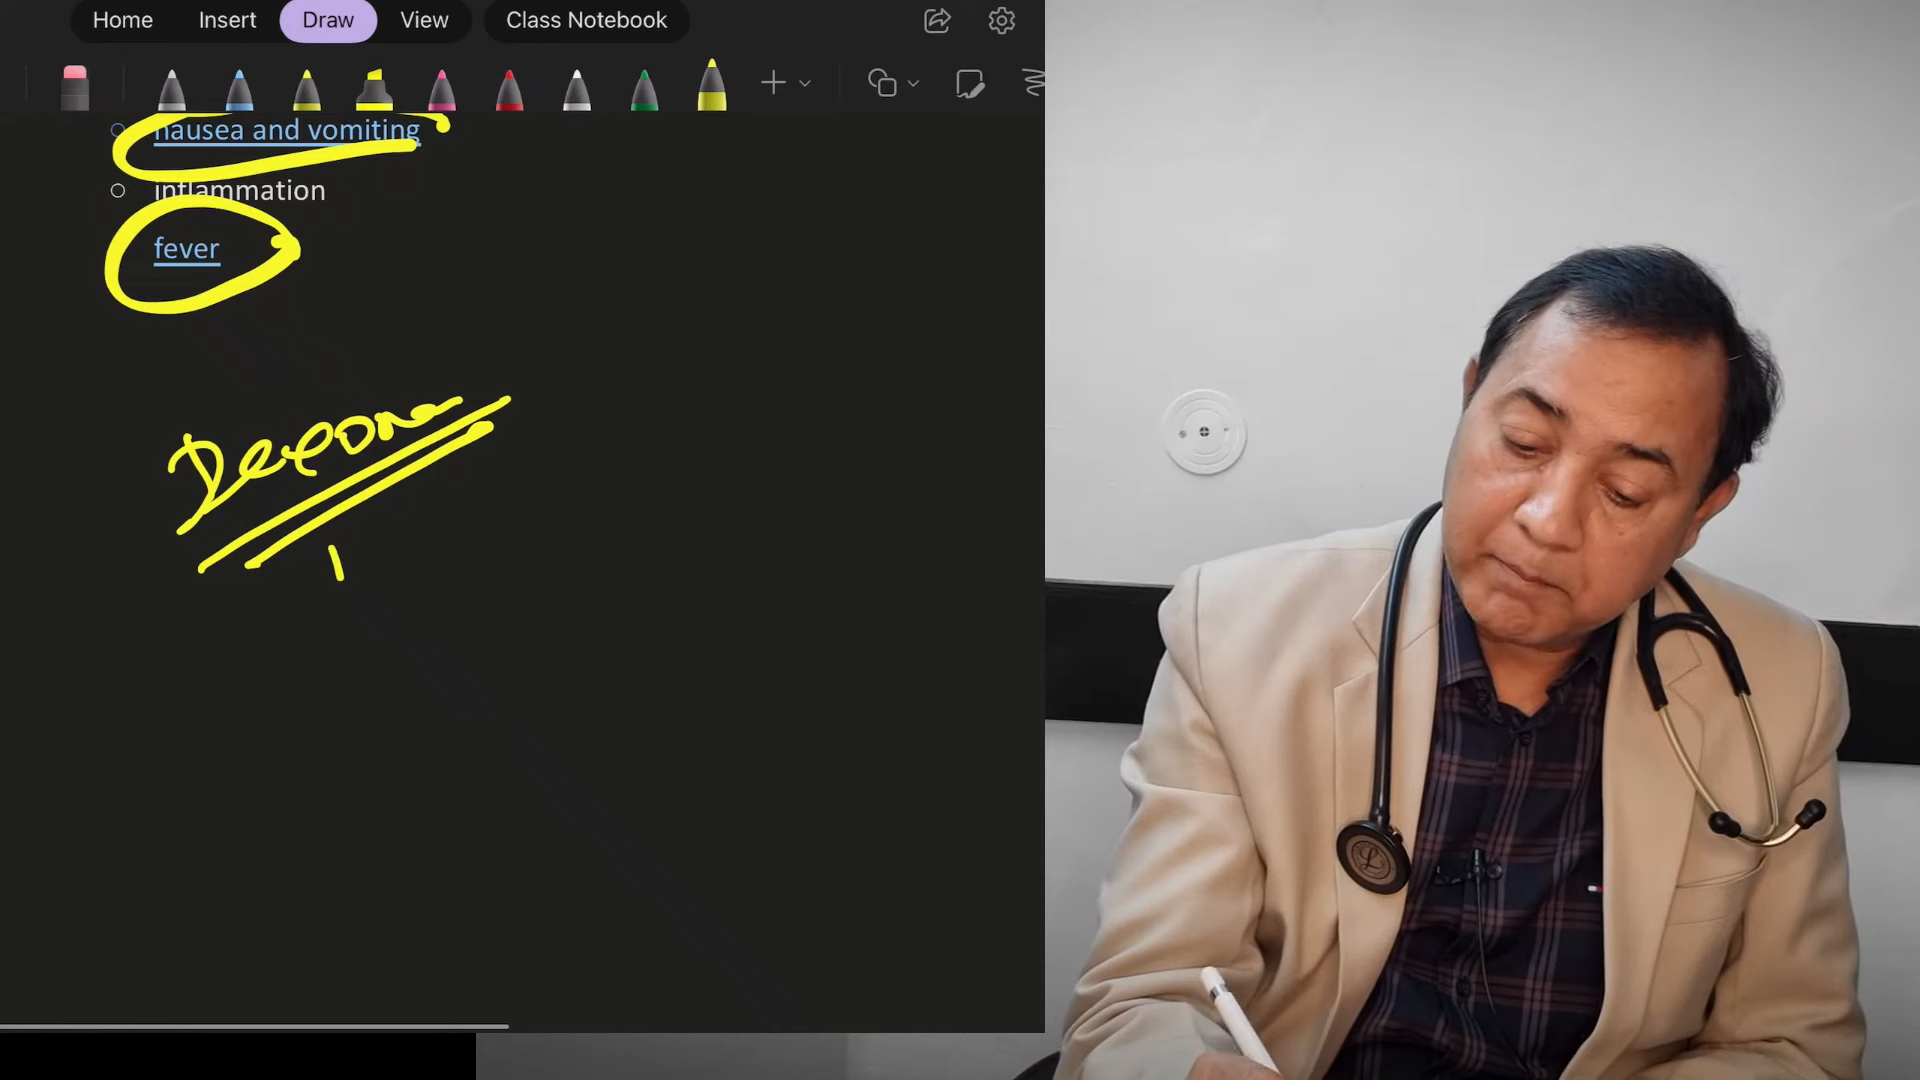 Home Insert Draw View Class Notebook
nausea and vomiting
inflammation
fever